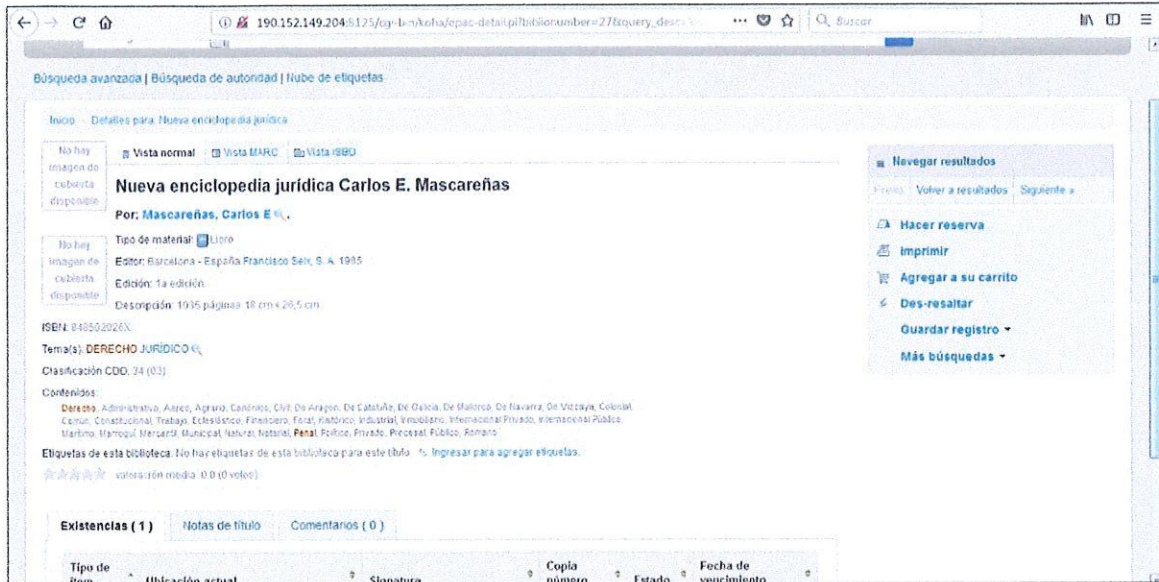 190.152.149.204:8125/cgi-bin/koha/opac-detail.pl?biblionumber=27&query_desc=
Buscar
Búsqueda avanzada | Búsqueda de autoridad | Nube de etiquetas
Inicio Detalles para: Nueva enciclopedia jurídica
No hay imagen de cubierta disponible
Vista normal Vista MARC Vista ISBD
Nueva enciclopedia jurídica Carlos E. Mascareñas
Por: Mascareñas, Carlos E.
No hay imagen de cubierta disponible
Tipo de material: Libro
Editor: Barcelona - España Francisco Seix, S. A. 1985
Edición: 1a edición
Descripción: 1935 páginas 18 cm x 26,5 cm
ISBN: 848502026X
Tema(s): DERECHO JURÍDICO
Clasificación CDD: 34 (03)
Contenidos:
Derecho, Administrativo, Aéreo, Agrario, Canónico, Civil, De Aragon, De Cataluña, De Galicia, De Mallorca, De Navarra, De Vizcaya, Colonial,
Común, Constitucional, Trabajo, Eclesiástico, Financiero, Foral, Histórico, Industrial, Inmobiliario, Internacional Privado, Internacional Público,
Marítimo, Marroquí, Mercantil, Municipal, Natural, Notarial, Penal, Político, Privado, Procesal, Público, Romano
Etiquetas de esta biblioteca: No hay etiquetas de esta biblioteca para este título. Ingresar para agregar etiquetas.
valoración media: 0.0 (0 votos)
Existencias ( 1 ) Notas de título Comentarios ( 0 )
Tipo de ítem Ubicación actual Signatura Copia número Estado Fecha de vencimiento
Navegar resultados
Previo Volver a resultados Siguiente »
Hacer reserva
Imprimir
Agregar a su carrito
Des-resaltar
Guardar registro
Más búsquedas